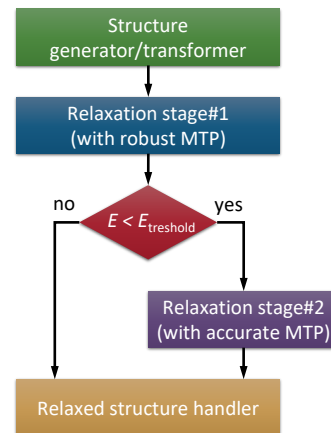 Structure
generator/transformer
Relaxation stage#1
(with robust MTP)
no
yes
E < E_treshold
Relaxation stage#2
(with accurate MTP)
Relaxed structure handler